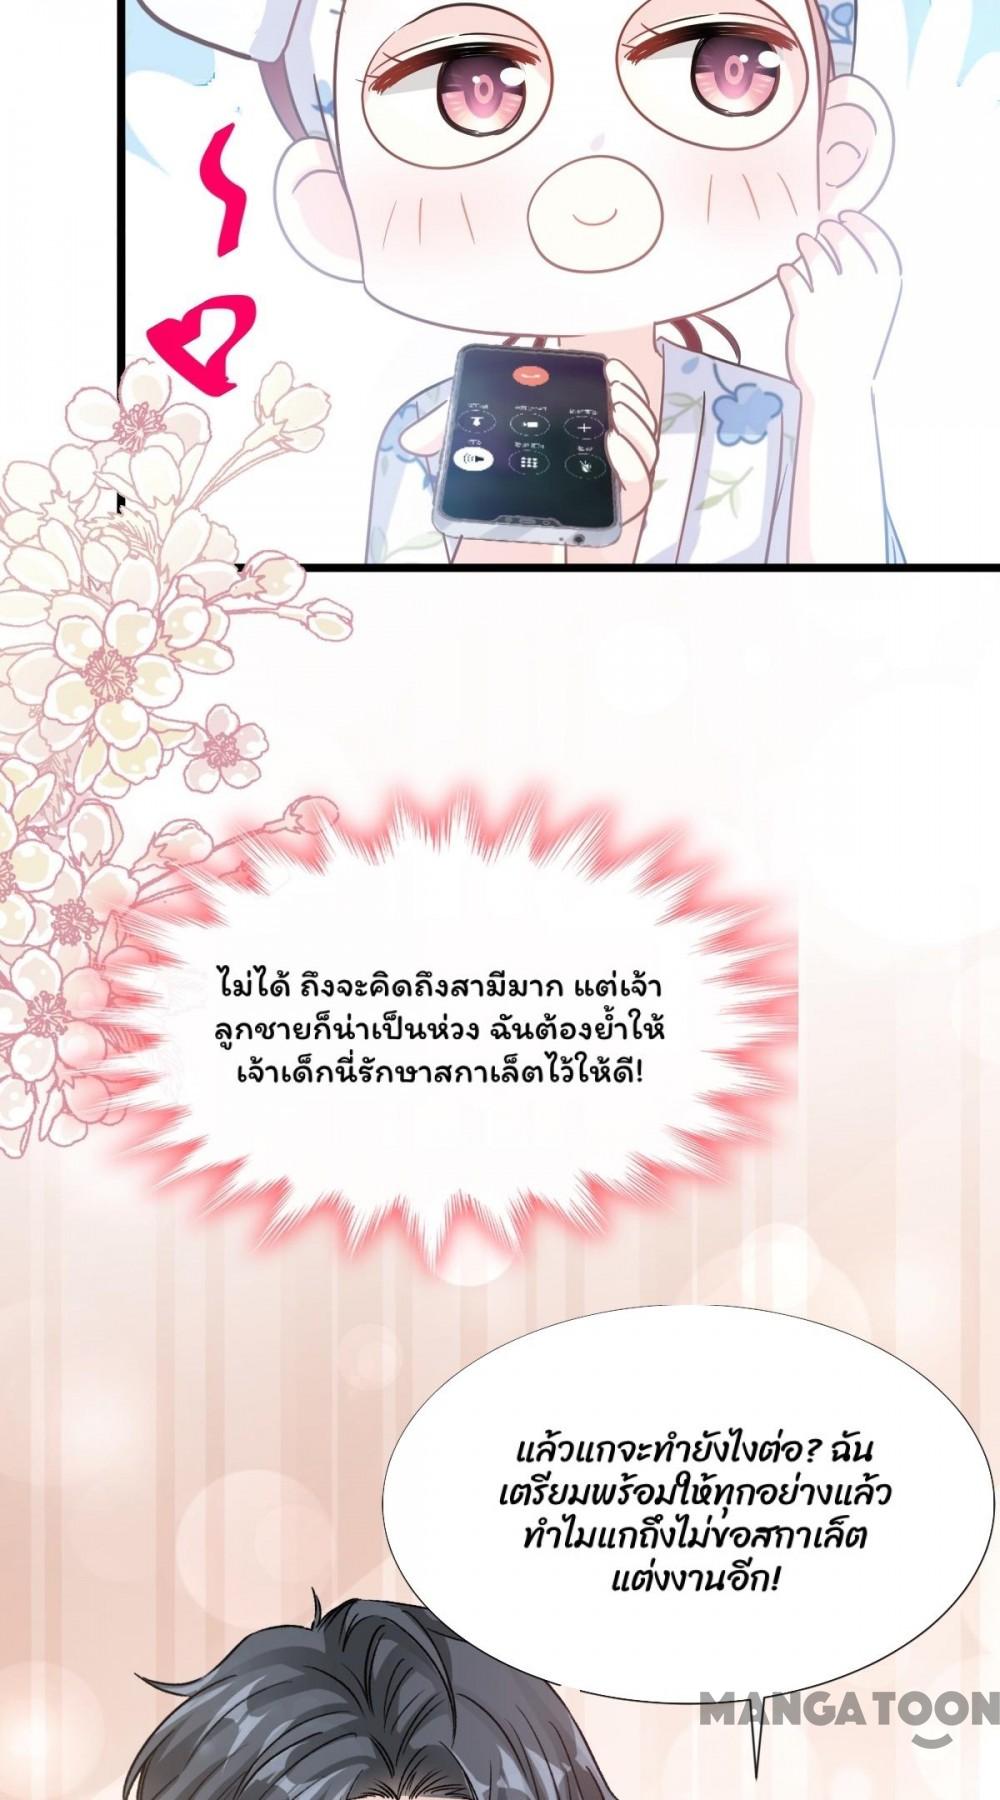 ไม่ได้ ถึงจะคิดถึงสามีมาก แต่เจ้า
ลูกชายก็น่าเป็นห่วง ฉันต้องย้ำให้
เจ้าเด็กนี่รักษาสกาเล็ตไว้ให้ดี!
แล้วแกจะทำยังไงต่อ? ฉัน
เตรียมพร้อมให้ทุกอย่างแล้ว
ทำไมแกถึงไม่ขอสกาเล็ต
แต่งงานอีก!
MANGATOON